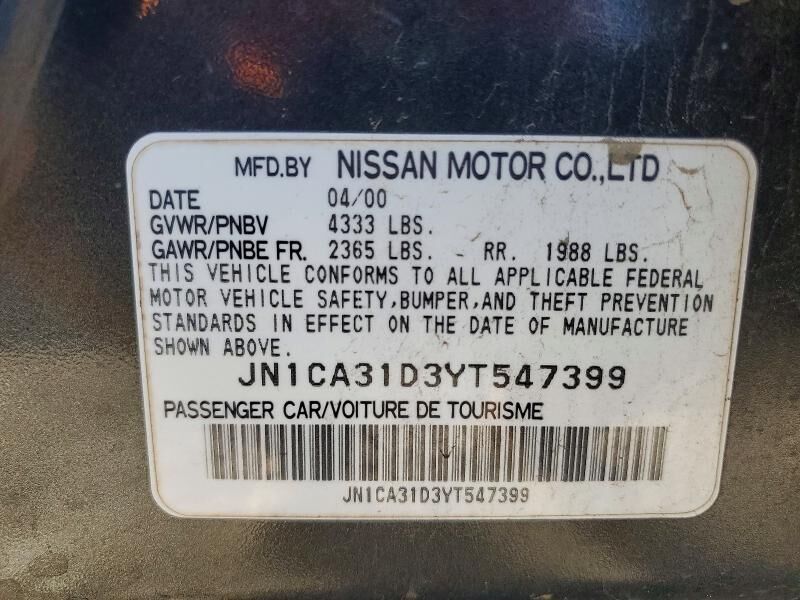 MFD.BY NISSAN MOTOR CO.,LTD
DATE 04/00
GVWR/PNBV 4333 LBS.
GAWR/PNBE FR. 2365 LBS. - RR. 1988 LBS.
THIS VEHICLE CONFORMS TO ALL APPLICABLE FEDERAL
MOTOR VEHICLE SAFETY,BUMPER,AND THEFT PREVENTION
STANDARDS IN EFFECT ON THE DATE OF MANUFACTURE
SHOWN ABOVE.
JN1CA31D3YT547399
PASSENGER CAR/VOITURE DE TOURISME
JN1CA31D3YT547399